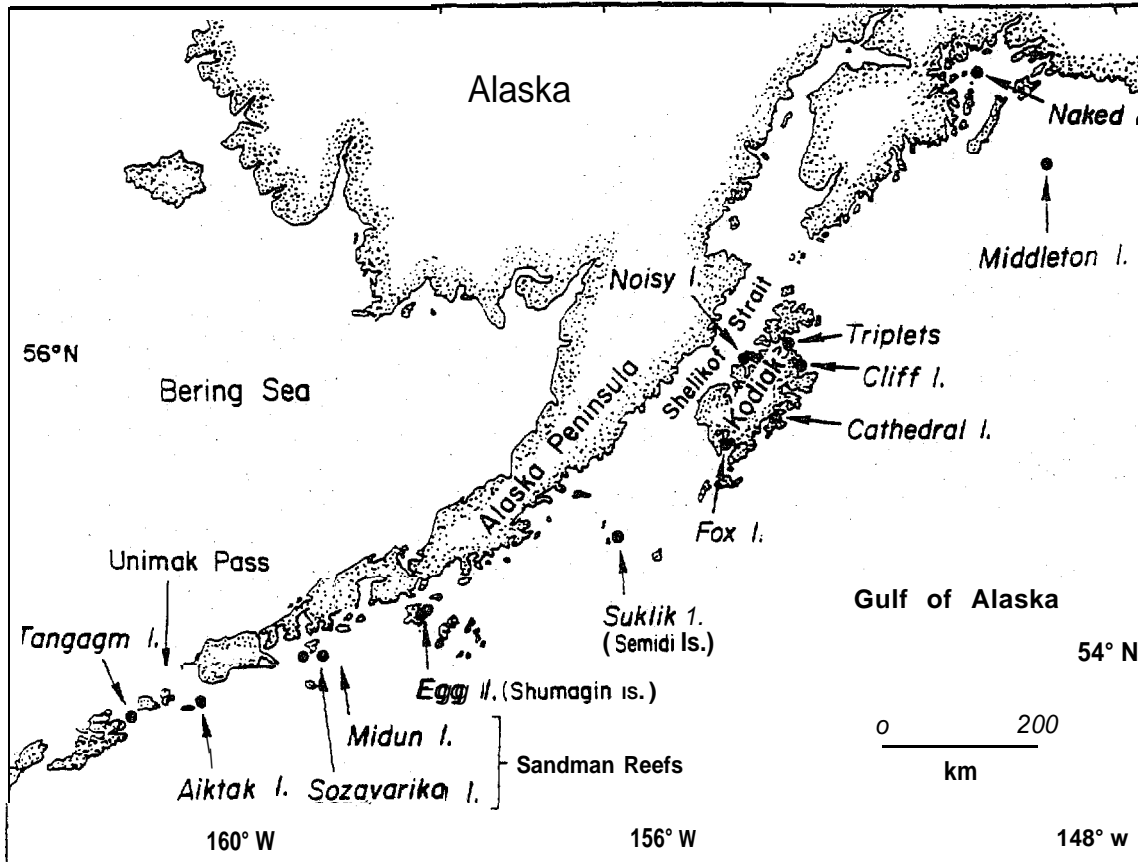 Alaska
Naked
Middleton I.
Noisy I.
Shelikof Strait
56°N
Triplets
Bering Sea
Cliff I.
Kodiak
Cathedral I.
Alaska Peninsula
Fox I.
Unimak Pass
Gulf of Alaska
Suklik 1.
(Semidi Is.)
Tangagm I.
54° N
Egg I. (Shumagin is.)
0 200
km
Midun I.
Sandman Reefs
Aiktak I.
Sozavarika I.
160° W
156° W
148° w